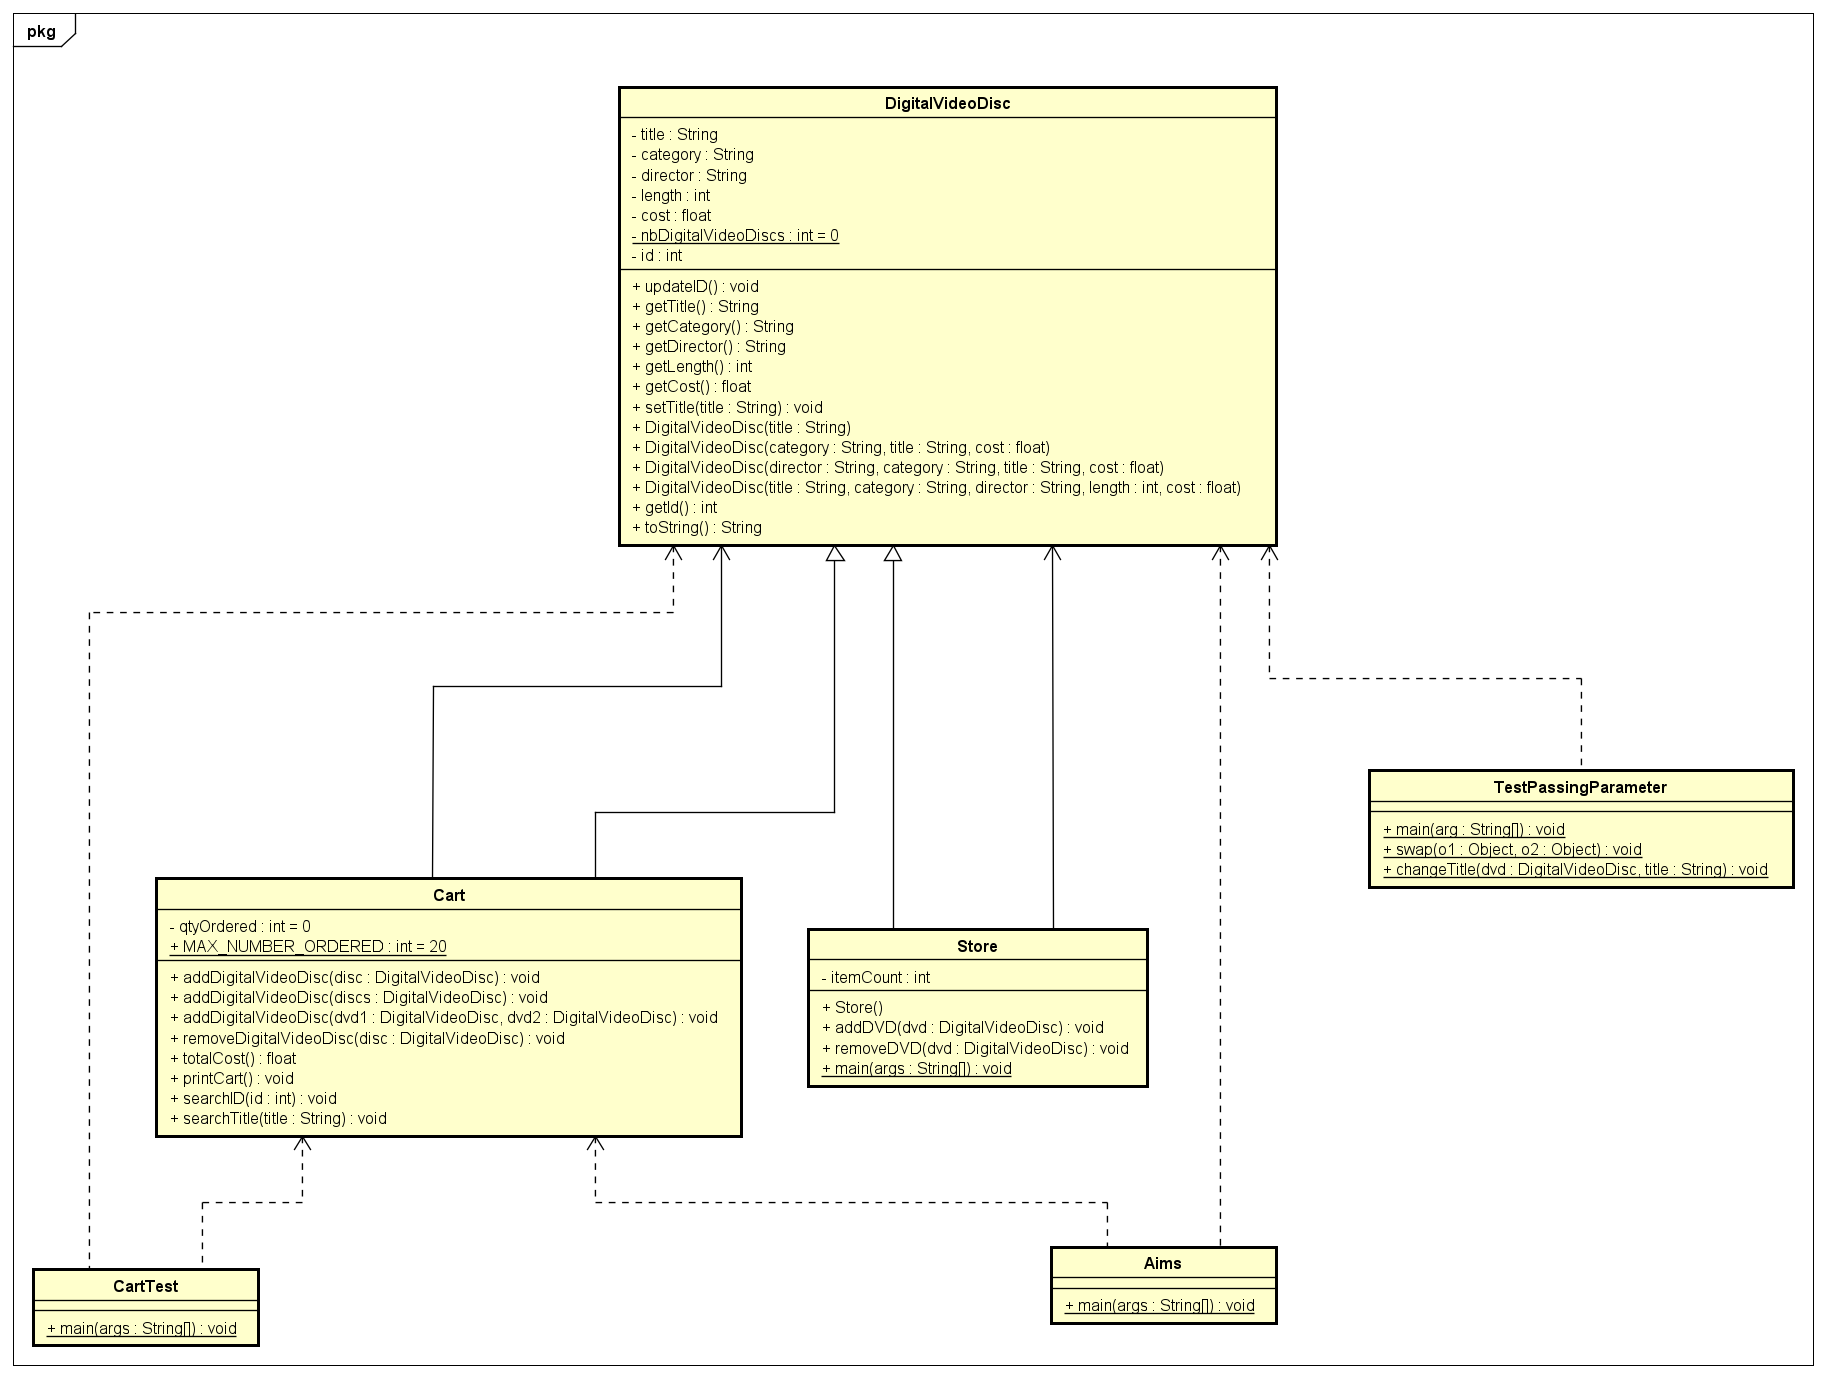 pkg
DigitalVideoDisc
- title : String
- category : String
- director : String
- length : int
- cost : float
- nbDigitalVideoDiscs : int = 0
- id : int
+ updateID() : void
+ getTitle() : String
+ getCategory() : String
+ getDirector() : String
+ getLength() : int
+ getCost() : float
+ setTitle(title : String) : void
+ DigitalVideoDisc(title : String)
+ DigitalVideoDisc(category : String, title : String, cost : float)
+ DigitalVideoDisc(director : String, category : String, title : String, cost : float)
+ DigitalVideoDisc(title : String, category : String, director : String, length : int, cost : float)
+ getId() : int
+ toString() : String
TestPassingParameter
+ main(arg : String[]) : void
+ swap(o1 : Object, o2 : Object) : void
+ changeTitle(dvd : DigitalVideoDisc, title : String) : void
Cart
- qtyOrdered : int = 0
+ MAX_NUMBER_ORDERED : int = 20
+ addDigitalVideoDisc(disc : DigitalVideoDisc) : void
+ addDigitalVideoDisc(discs : DigitalVideoDisc) : void
+ addDigitalVideoDisc(dvd1 : DigitalVideoDisc, dvd2 : DigitalVideoDisc) : void
+ removeDigitalVideoDisc(disc : DigitalVideoDisc) : void
+ totalCost() : float
+ printCart() : void
+ searchID(id : int) : void
+ searchTitle(title : String) : void
Store
- itemCount : int
+ Store()
+ addDVD(dvd : DigitalVideoDisc) : void
+ removeDVD(dvd : DigitalVideoDisc) : void
+ main(args : String[]) : void
CartTest
+ main(args : String[]) : void
Aims
+ main(args : String[]) : void